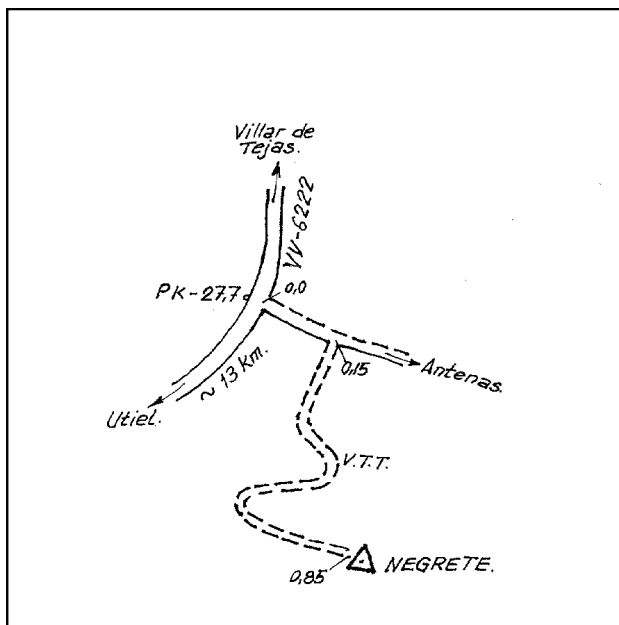 Villar de
Tejas.
VV-6222
PK-27,7
0,0
~ 13 Km.
Utiel.
0,15
Antenas.
V.T.T.
0,85
NEGRETE.